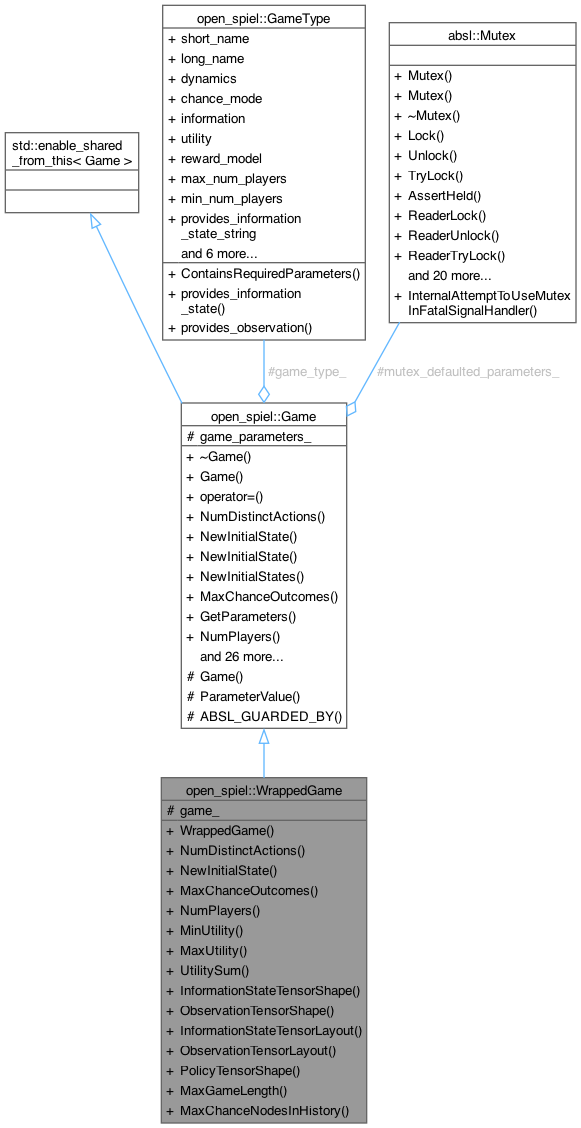 open_spiel::GameType
+ short_name
+ long_name
+ dynamics
+ chance_mode
+ information
+ utility
+ reward_model
+ max_num_players
+ min_num_players
+ provides_information
_state_string
and 6 more...
+ ContainsRequiredParameters()
+ provides_information
_state()
+ provides_observation()
absl::Mutex
+ Mutex()
+ Mutex()
+ ~Mutex()
+ Lock()
+ Unlock()
+ TryLock()
+ AssertHeld()
+ ReaderLock()
+ ReaderUnlock()
+ ReaderTryLock()
and 20 more...
+ InternalAttemptToUseMutex
InFatalSignalHandler()
std::enable_shared
_from_this< Game >
#game_type_
#mutex_defaulted_parameters_
open_spiel::Game
# game_parameters_
+ ~Game()
+ Game()
+ operator=()
+ NumDistinctActions()
+ NewInitialState()
+ NewInitialState()
+ NewInitialStates()
+ MaxChanceOutcomes()
+ GetParameters()
+ NumPlayers()
and 26 more...
# Game()
# ParameterValue()
# ABSL_GUARDED_BY()
open_spiel::WrappedGame
# game_
+ WrappedGame()
+ NumDistinctActions()
+ NewInitialState()
+ MaxChanceOutcomes()
+ NumPlayers()
+ MinUtility()
+ MaxUtility()
+ UtilitySum()
+ InformationStateTensorShape()
+ ObservationTensorShape()
+ InformationStateTensorLayout()
+ ObservationTensorLayout()
+ PolicyTensorShape()
+ MaxGameLength()
+ MaxChanceNodesInHistory()